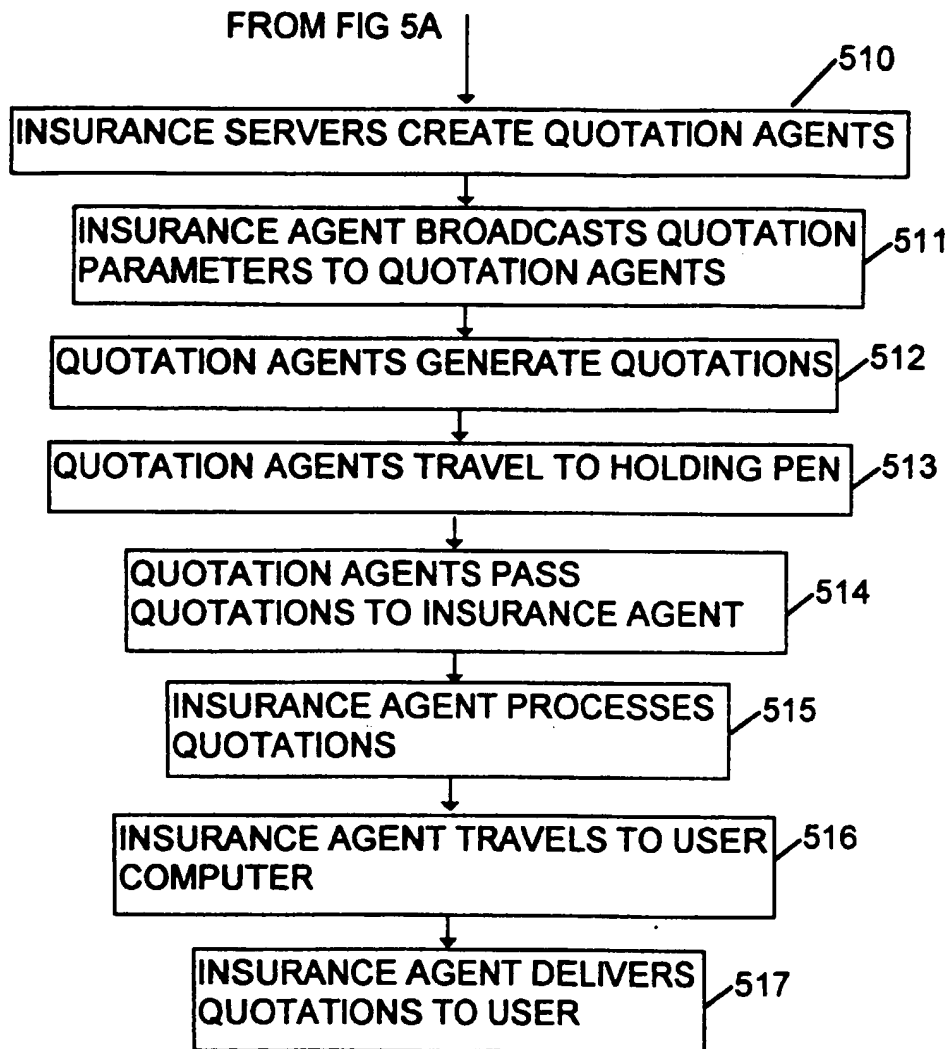 FROM FIG 5A
510
INSURANCE SERVERS CREATE QUOTATION AGENTS
INSURANCE AGENT BROADCASTS QUOTATION
PARAMETERS TO QUOTATION AGENTS
511
QUOTATION AGENTS GENERATE QUOTATIONS
512
QUOTATION AGENTS TRAVEL TO HOLDING PEN
513
QUOTATION AGENTS PASS
QUOTATIONS TO INSURANCE AGENT
514
INSURANCE AGENT PROCESSES
QUOTATIONS
515
INSURANCE AGENT TRAVELS TO USER
COMPUTER
516
INSURANCE AGENT DELIVERS
QUOTATIONS TO USER
517